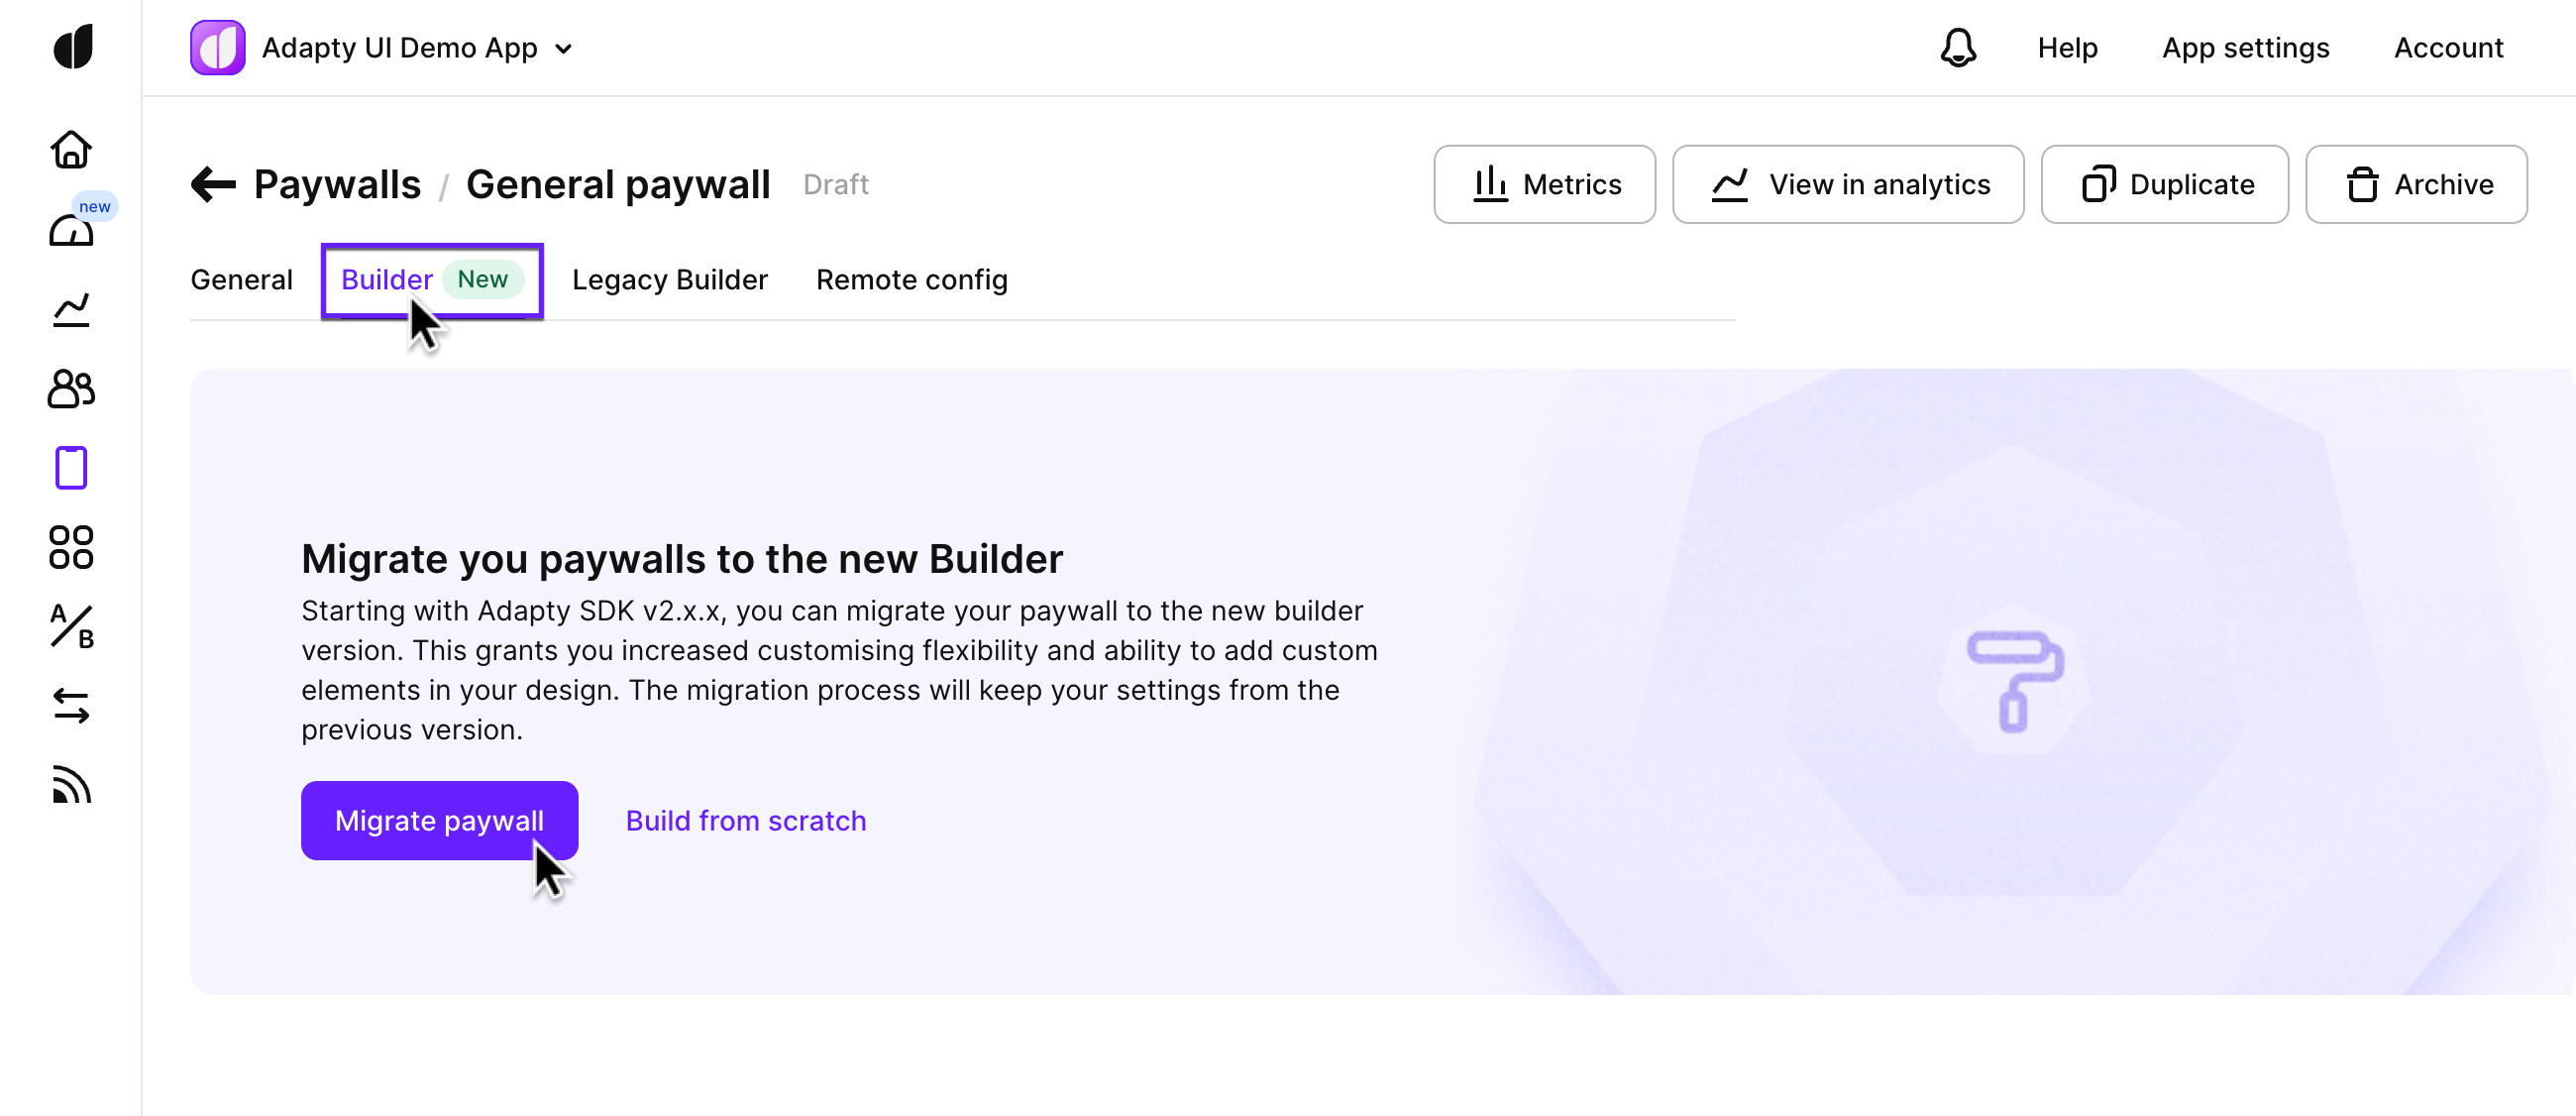 Adapty UI Demo App
Help
App settings
Account
Paywalls / General paywall Draft
Metrics
View in analytics
Duplicate
Archive
new
General
Builder New
Legacy Builder
Remote config
Migrate you paywalls to the new Builder
Starting with Adapty SDK v2.x.x, you can migrate your paywall to the new builder
version. This grants you increased customising flexibility and ability to add custom
elements in your design. The migration process will keep your settings from the
previous version.
A/B
Migrate paywall
Build from scratch